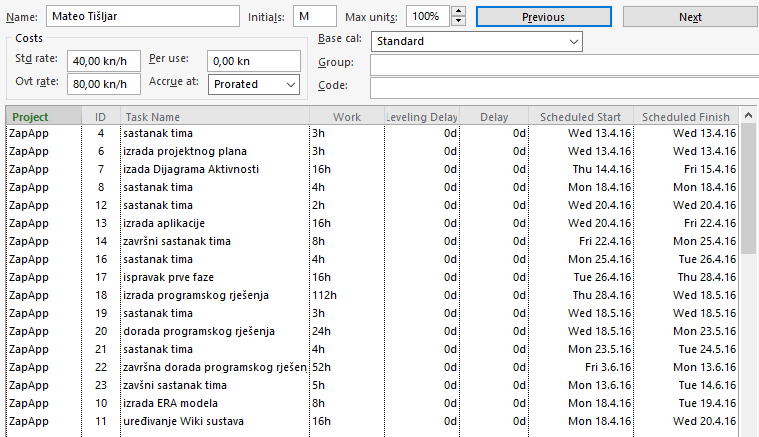 Name: Mateo Tišljar Initials: M Max units: 100% Previous Next
Costs Base cal: Standard
Std rate: 40,00 kn/h Per use: 0,00 kn Group:
Ovt rate: 80,00 kn/h Accrue at: Prorated Code:
Project ID Task Name Work Leveling Delay Delay Scheduled Start Scheduled Finish
ZapApp 4 sastanak tima 3h 0d 0d Wed 13.4.16 Wed 13.4.16
ZapApp 6 izrada projektnog plana 3h 0d 0d Wed 13.4.16 Wed 13.4.16
ZapApp 7 izada Dijagrama Aktivnosti 16h 0d 0d Thu 14.4.16 Fri 15.4.16
ZapApp 8 sastanak tima 4h 0d 0d Mon 18.4.16 Mon 18.4.16
ZapApp 12 sastanak tima 2h 0d 0d Wed 20.4.16 Wed 20.4.16
ZapApp 13 izrada aplikacije 16h 0d 0d Wed 20.4.16 Fri 22.4.16
ZapApp 14 završni sastanak tima 8h 0d 0d Fri 22.4.16 Mon 25.4.16
ZapApp 16 sastanak tima 4h 0d 0d Mon 25.4.16 Tue 26.4.16
ZapApp 17 ispravak prve faze 16h 0d 0d Tue 26.4.16 Thu 28.4.16
ZapApp 18 izrada programskog rješenja 112h 0d 0d Thu 28.4.16 Wed 18.5.16
ZapApp 19 sastanak tima 3h 0d 0d Wed 18.5.16 Wed 18.5.16
ZapApp 20 dorada programskog rješenja 24h 0d 0d Wed 18.5.16 Mon 23.5.16
ZapApp 21 sastanak tima 4h 0d 0d Mon 23.5.16 Tue 24.5.16
ZapApp 22 završna dorada programskog rješen 52h 0d 0d Fri 3.6.16 Mon 13.6.16
ZapApp 23 zavšni sastanak tima 5h 0d 0d Mon 13.6.16 Tue 14.6.16
ZapApp 10 izrada ERA modela 8h 0d 0d Mon 18.4.16 Tue 19.4.16
ZapApp 11 uređivanje Wiki sustava 16h 0d 0d Mon 18.4.16 Wed 20.4.16